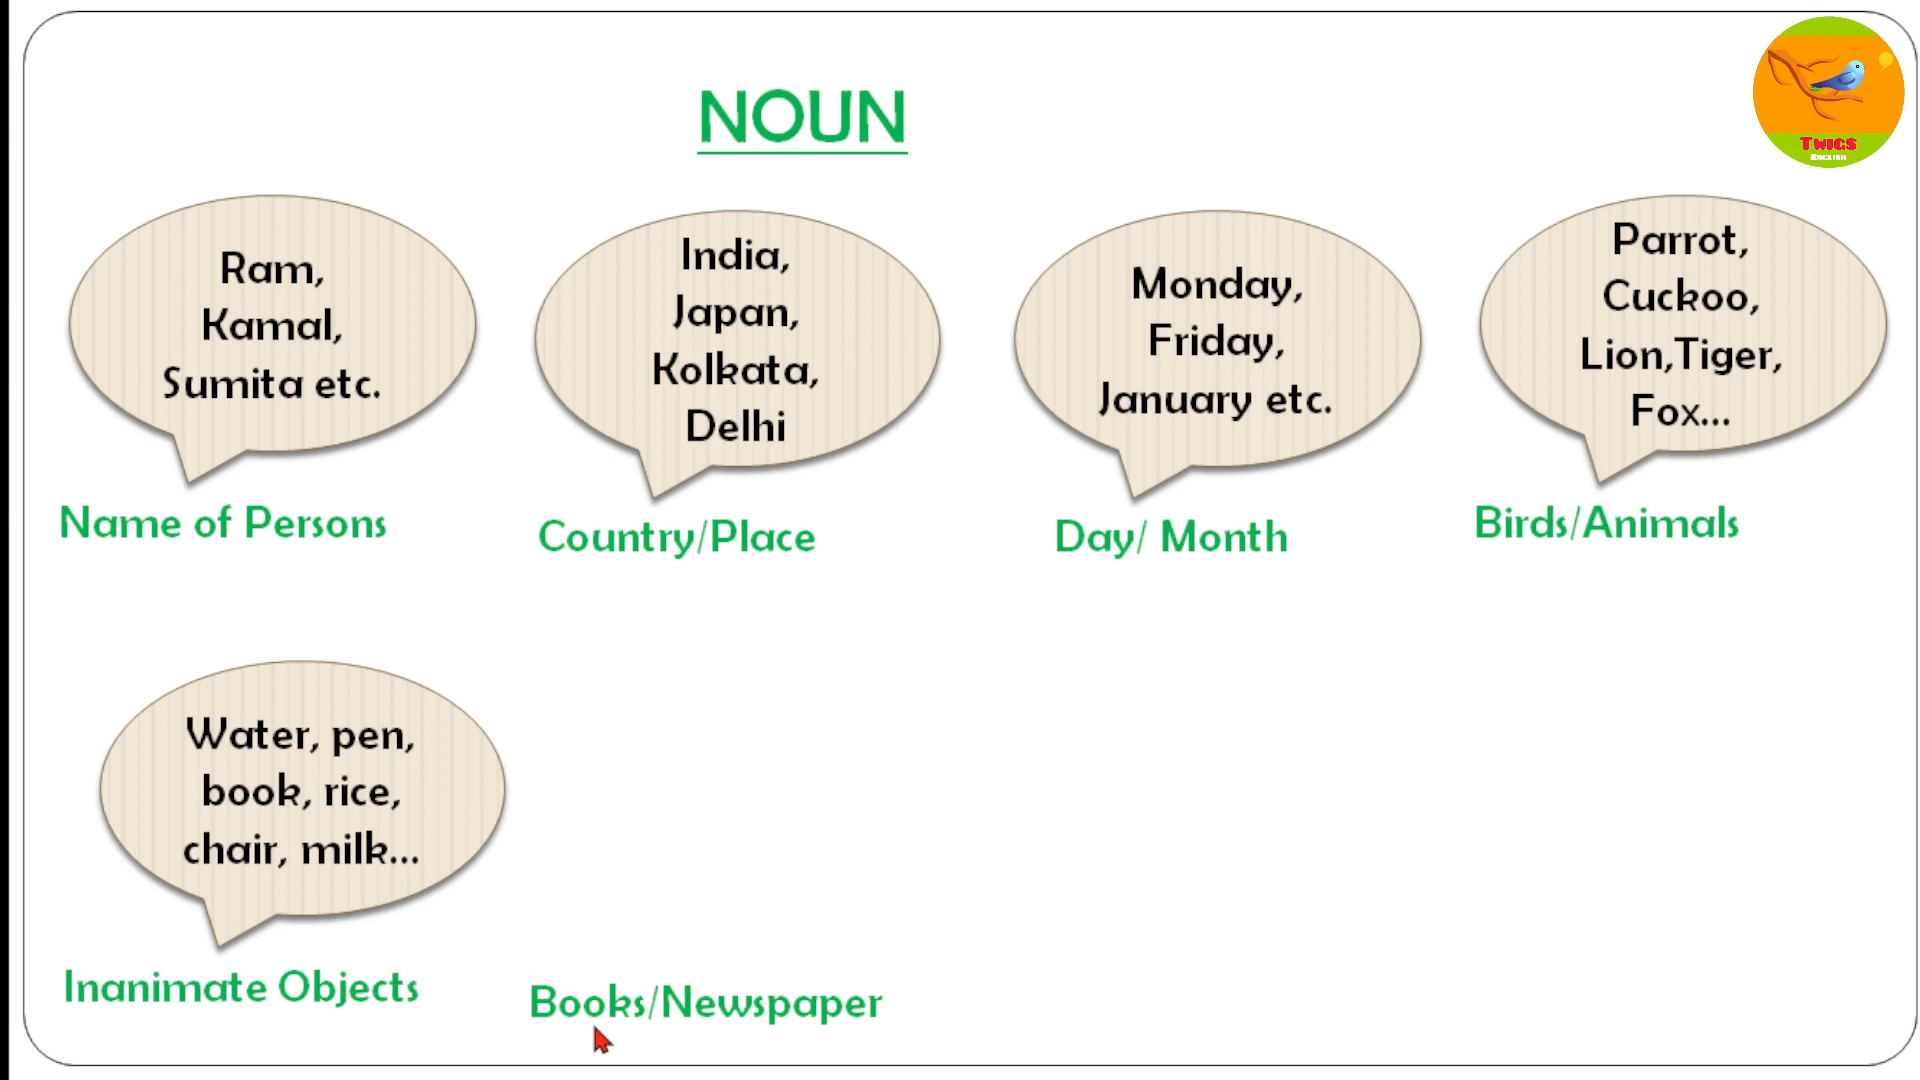 NOUN
TWIGS
ENGLISH
Ram,
Kamal,
Sumita etc.
Name of Persons
India,
Japan,
Kolkata,
Delhi
Country/Place
Monday,
Friday,
January etc.
Day/ Month
Parrot,
Cuckoo,
Lion,Tiger,
Fox...
Birds/Animals
Water, pen,
book, rice,
chair, milk...
Inanimate Objects
Books/Newspaper